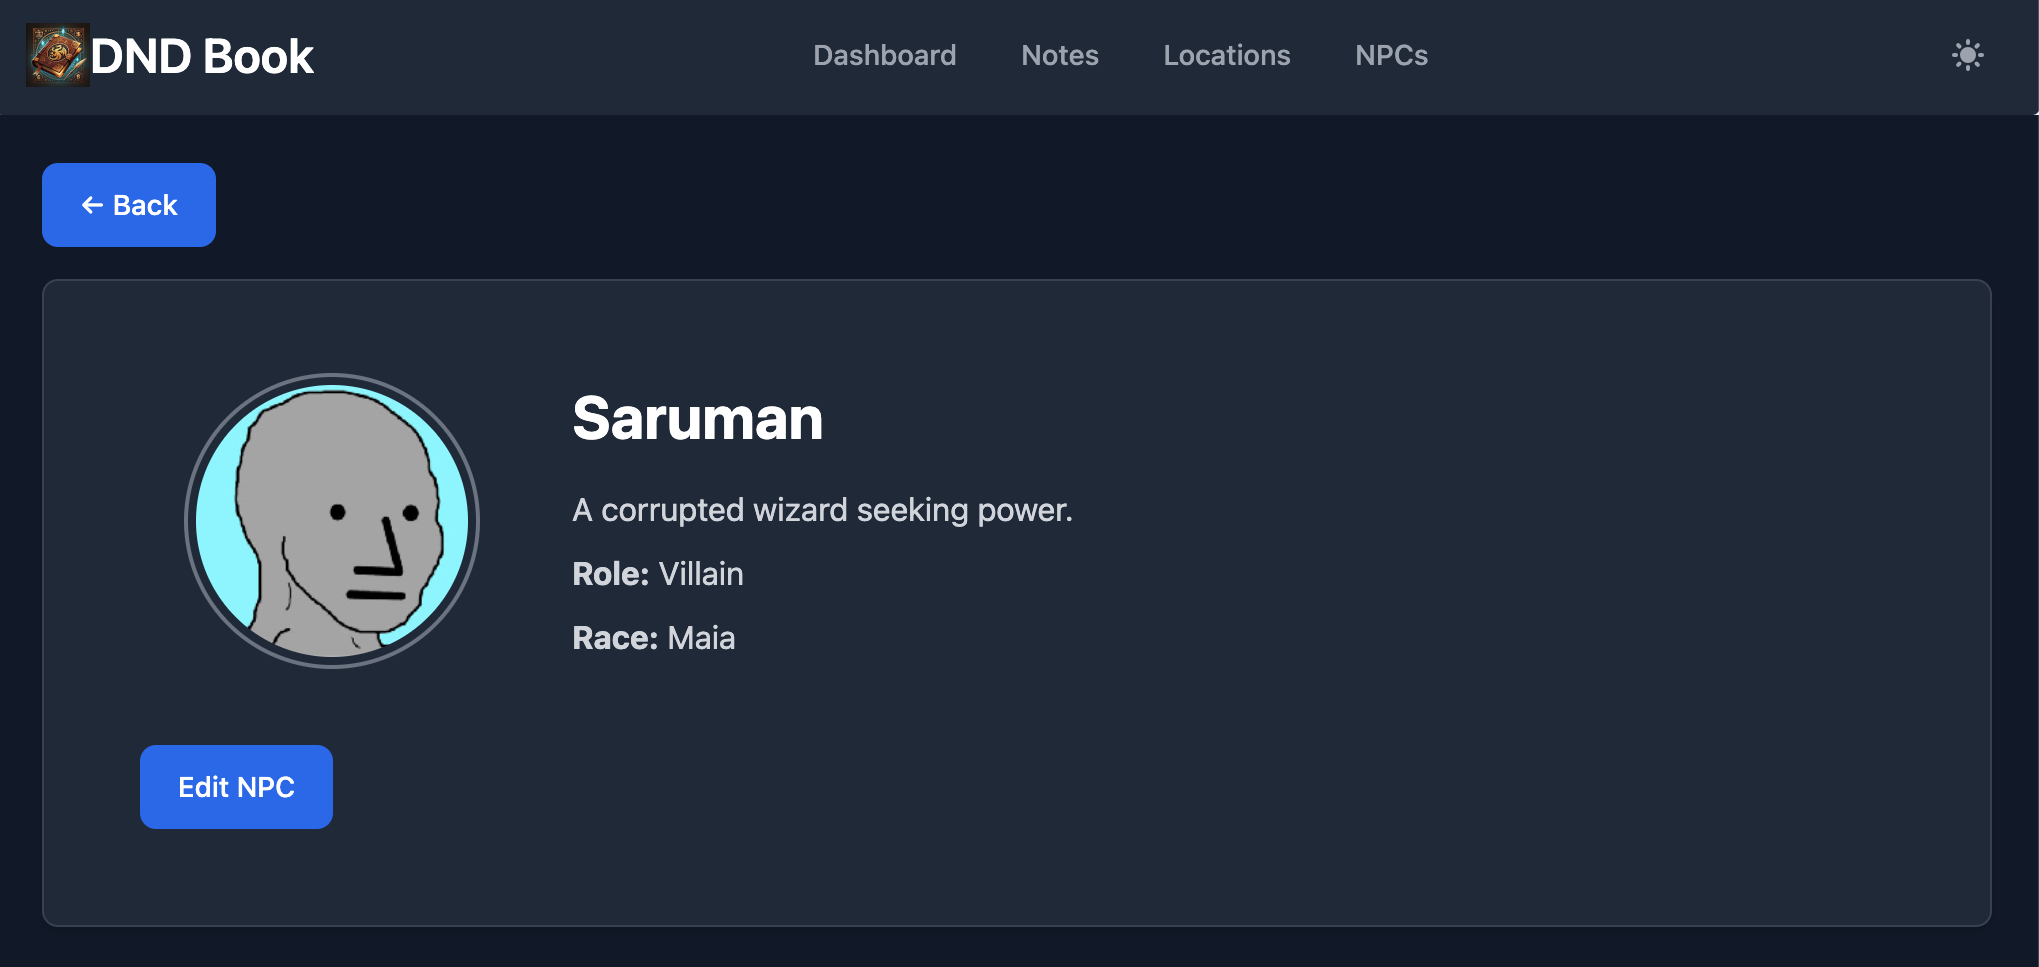 DND Book
Dashboard
Notes
Locations
NPCs
← Back
Saruman
A corrupted wizard seeking power.
Role: Villain
Race: Maia
Edit NPC